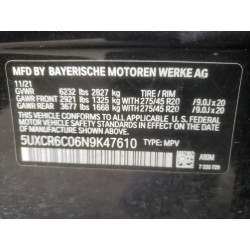 MFD BY BAYERISCHE MOTOREN WERKE AG
11/21 TIRE / RIM
GVWR 6232 lbs 2827 kg
GAWR FRONT 2921 lbs 1325 kg WITH 275/45 R20 /9.0J x 20
GAWR REAR 3677 lbs 1668 kg WITH 275/45 R20 /9.0J x 20
THIS VEHICLE CONFORMS TO ALL APPLICABLE
U.S. FEDERAL MOTOR VEHICLE SAFETY
STANDARDS IN EFFECT ON THE DATE OF
MANUFACTURE SHOWN ABOVE.
5UXCR6C06N9K47610 TYPE: MPV